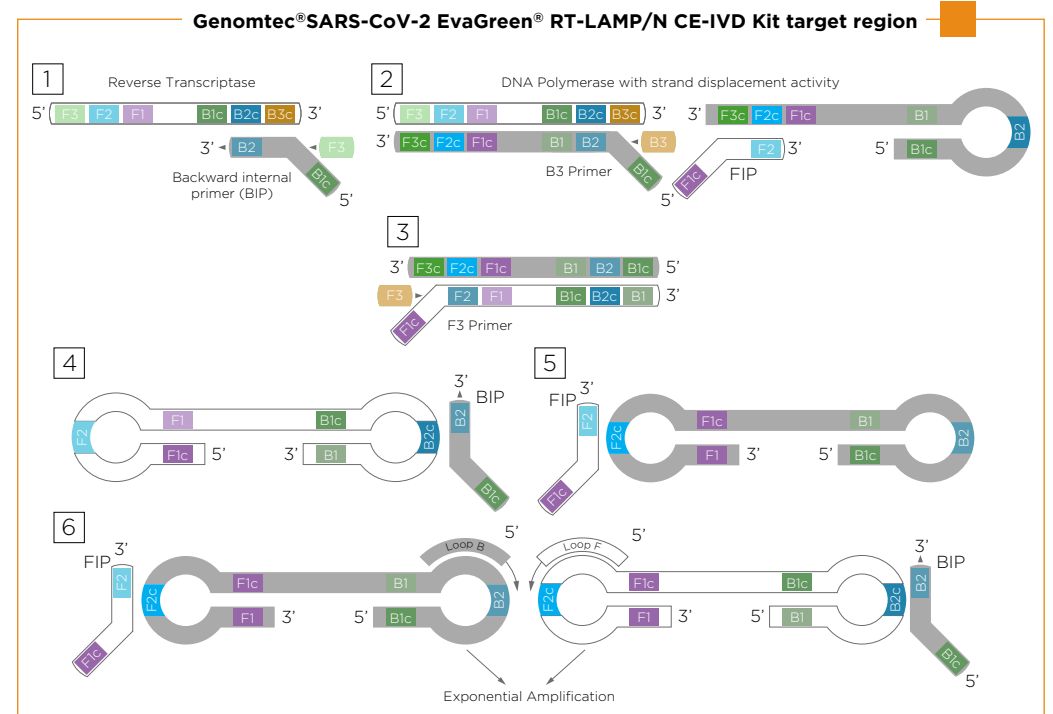 Genomtec®SARS-CoV-2 EvaGreen® RT-LAMP/N CE-IVD Kit target region
1
Reverse Transcriptase
5’ F3 F2 F1 B1c B2c B3c 3’
3’ B2 F3
B1c
5’
Backward internal
primer (BIP)
2
DNA Polymerase with strand displacement activity
5’ F3 F2 F1 B1c B2c B3c 3’
3’ F3c F2c F1c B1 B2 B3
B1c
5’
B3 Primer
3’ F3c F2c F1c B1
B2
5’ B1c
F2 3’
F1c
FIP
3
3’ F3c F2c F1c B1 B2 B1c 5’
F3 F2 F1 B1c B2c B1 3’
F1c
F3 Primer
4
F1 B1c
F2c B2c
F1c 5’ 3’ B1
3’
BIP
B2
B1c
5
3’
FIP
F2
F1c
F1c B1
F2c B2
F1 3’ 5’ B1c
6
3’
FIP
F2
F1c
F1c B1
F2c B2
F1 3’ 5’ B1c
5’
Loop B
5’
Loop F
F1c B1c
F2c B2c
F1 3’ 5’ B1
3’
BIP
B2
B1c
5’
Exponential Amplification